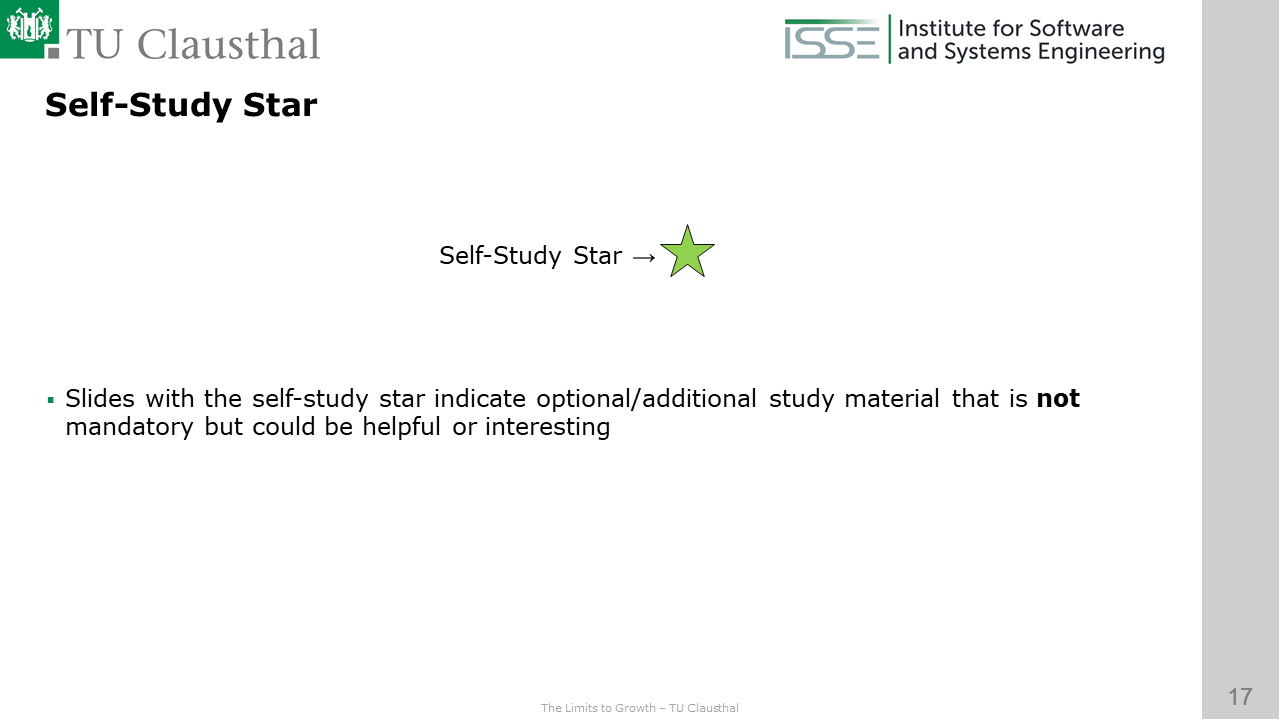 TU Clausthal
ISSE
Institute for Software
and Systems Engineering
Self-Study Star
Self-Study Star →
▪ Slides with the self-study star indicate optional/additional study material that is not
mandatory but could be helpful or interesting
The Limits to Growth – TU Clausthal
17